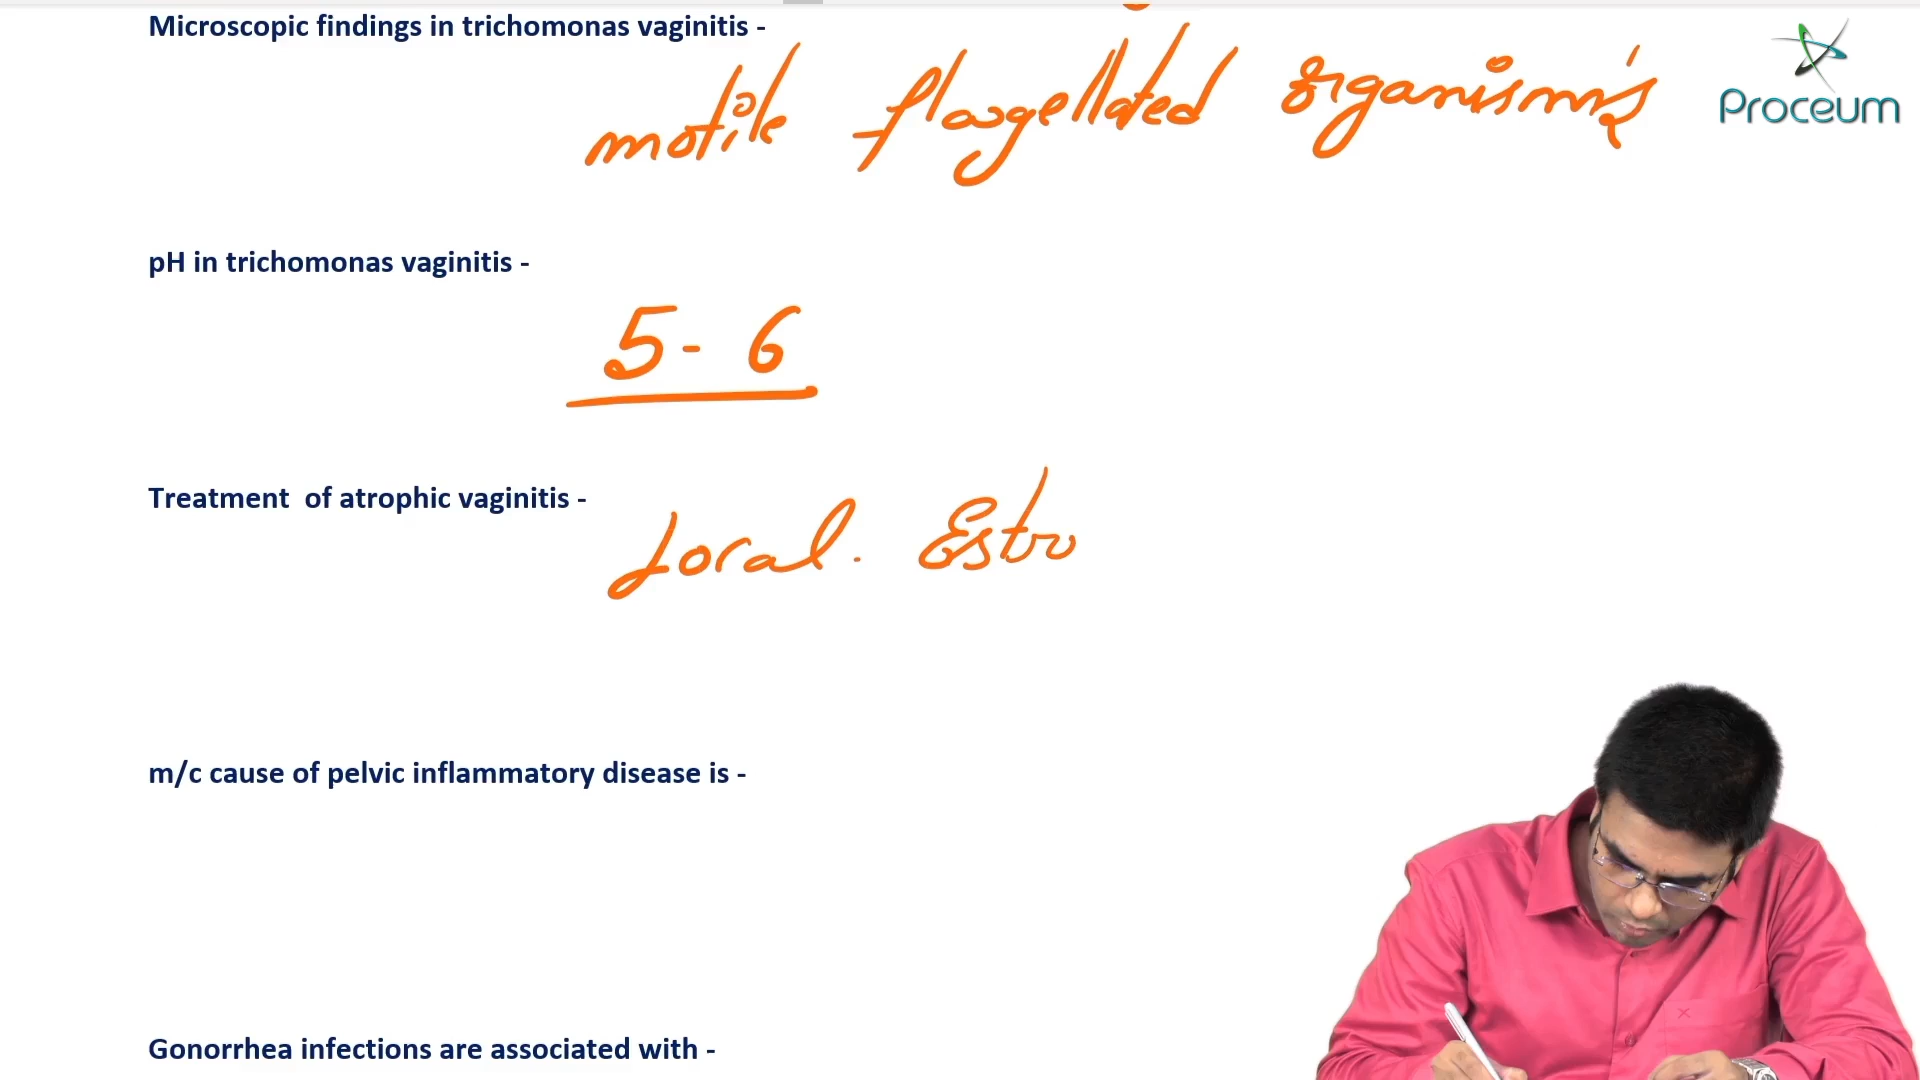 Microscopic findings in trichomonas vaginitis -
Proceum
motile flagellated organisms
pH in trichomonas vaginitis -
5 - 6
Treatment of atrophic vaginitis -
Local. Estro
m/c cause of pelvic inflammatory disease is -
Gonorrhea infections are associated with -